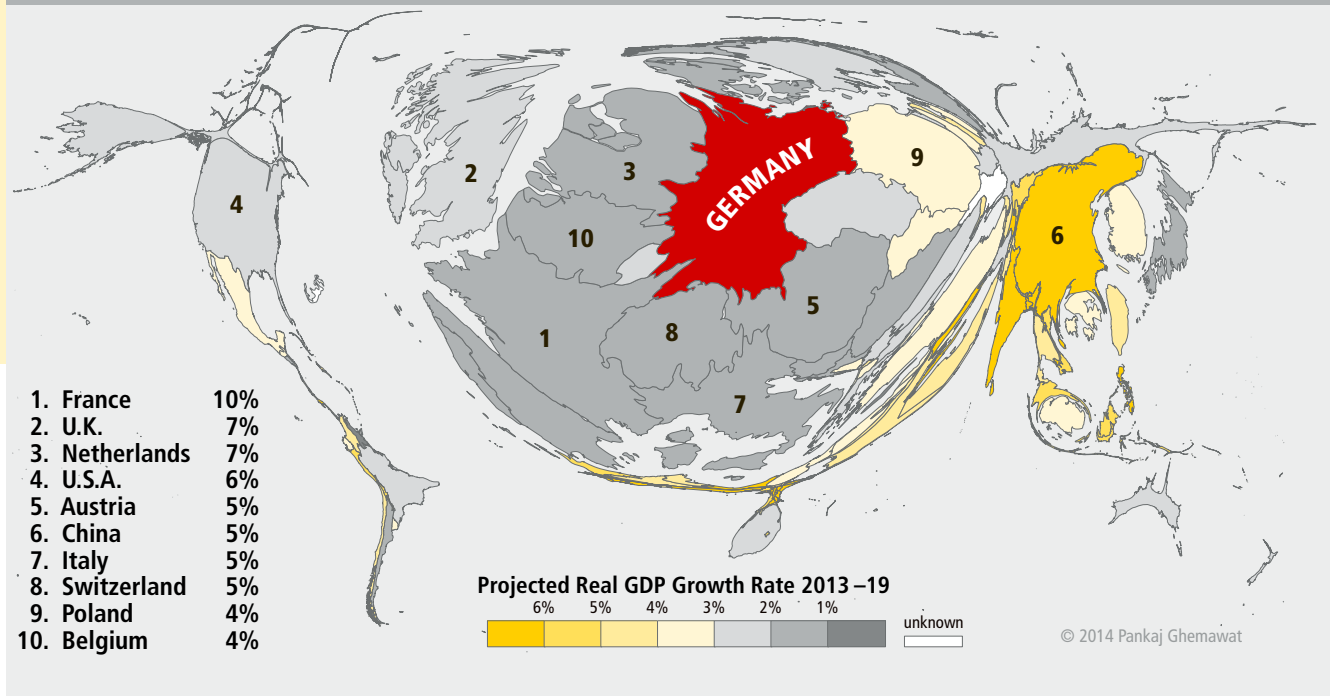 2
3
9
GERMANY
4
10
6
5
8
1
7
1. France 10%
2. U.K. 7%
3. Netherlands 7%
4. U.S.A. 6%
5. Austria 5%
6. China 5%
7. Italy 5%
8. Switzerland 5%
9. Poland 4%
10. Belgium 4%
Projected Real GDP Growth Rate 2013–19
6% 5% 4% 3% 2% 1%
unknown
© 2014 Pankaj Ghemawat